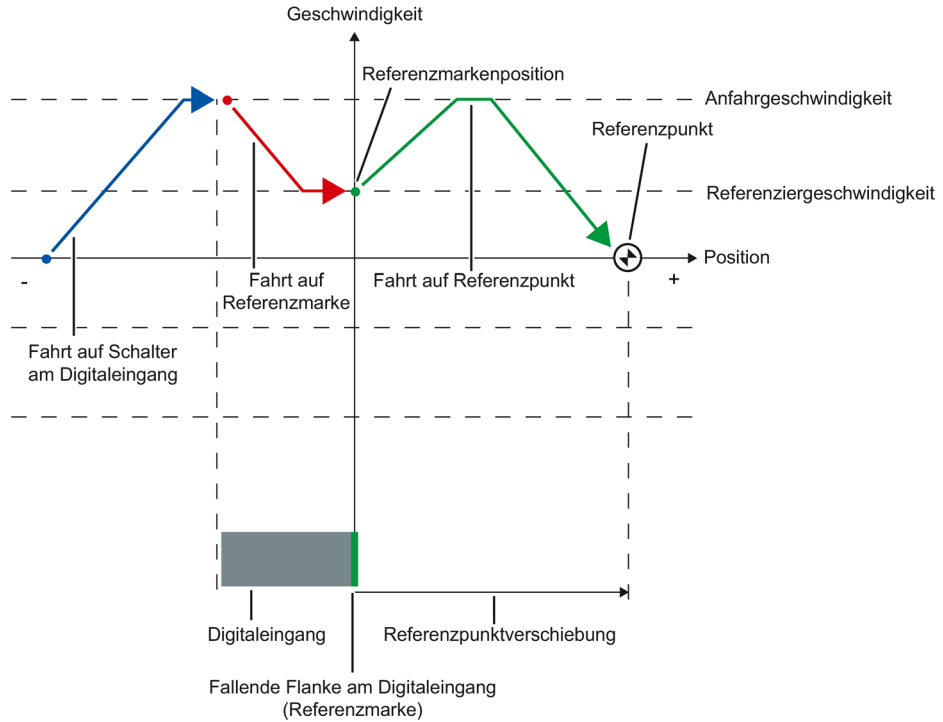 Geschwindigkeit
Referenzmarkenposition
Anfahrgeschwindigkeit
Referenzpunkt
Referenziergeschwindigkeit
Position
-
+
Fahrt auf
Referenzmarke
Fahrt auf Referenzpunkt
Fahrt auf Schalter
am Digitaleingang
Digitaleingang
Referenzpunktverschiebung
Fallende Flanke am Digitaleingang
(Referenzmarke)